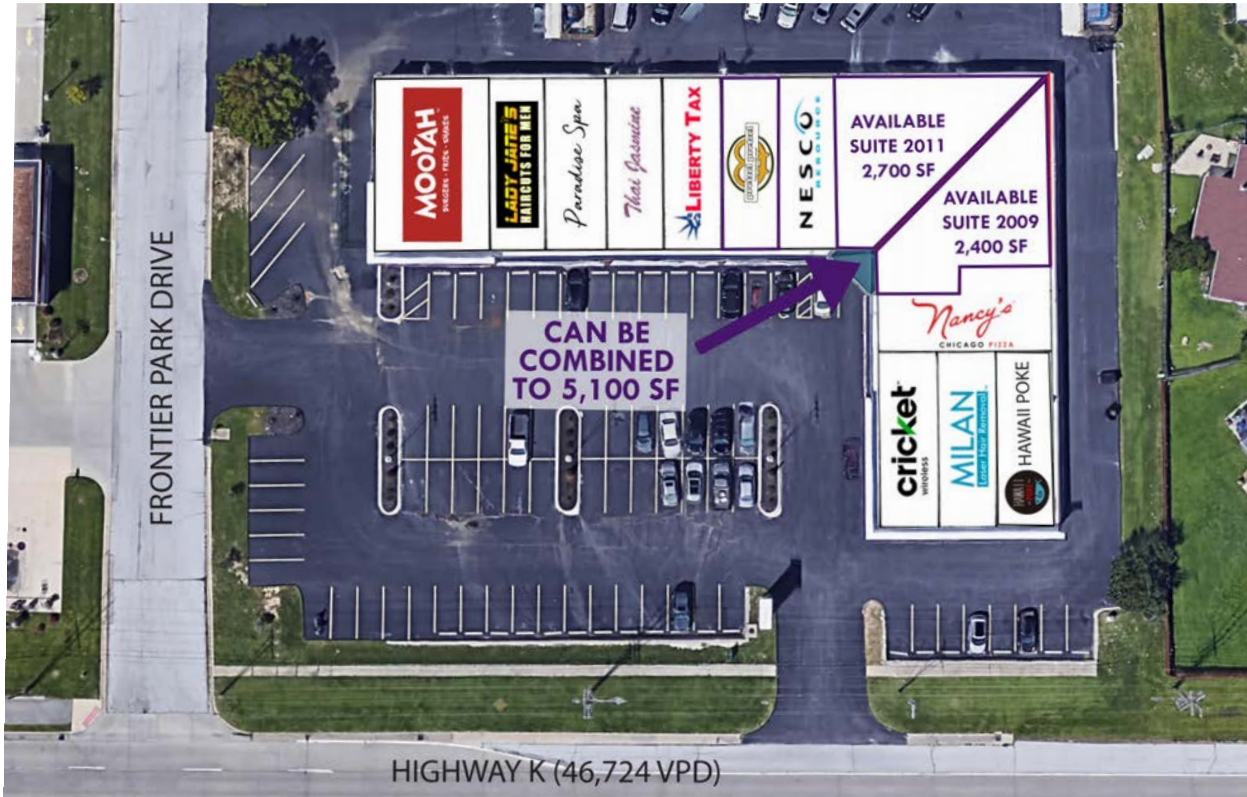 MOOYAH
BURGERS • FRIES • SHAKES
LADY JANE'S
HAIRCUTS FOR MEN
Paradise Spa
Thai Jasmine
LIBERTY TAX
NESCO
RESOURCE
AVAILABLE
SUITE 2011
2,700 SF
AVAILABLE
SUITE 2009
2,400 SF
CAN BE
COMBINED
TO 5,100 SF
Nancy's
CHICAGO PIZZA
cricket
wireless
MILAN
Laser Hair Removal
HAWAII POKE
FRONTIER PARK DRIVE
HIGHWAY K (46,724 VPD)